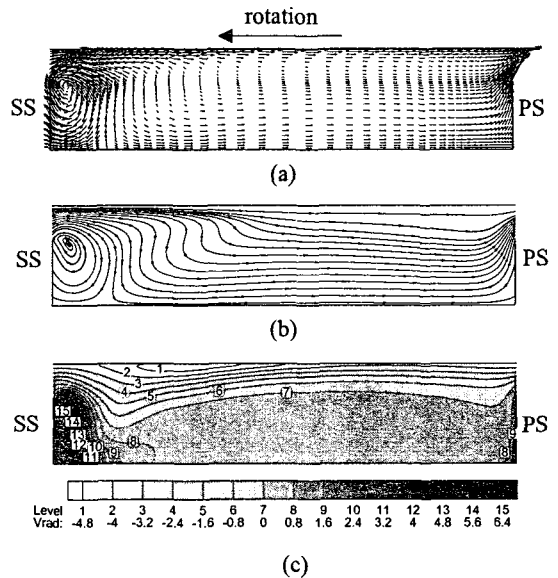 rotation
SS
PS
(a)
SS
PS
(b)
1
2
3
4
5
6
(7)
SS
PS
15
14
13
12
10
11
(9)
(8)
(8)
Level 1 2 3 4 5 6 7 8 9 10 11 12 13 14 15
Vrad: -4.8 -4 -3.2 -2.4 -1.6 -0.8 0 0.8 1.6 2.4 3.2 4 4.8 5.6 6.4
(c)